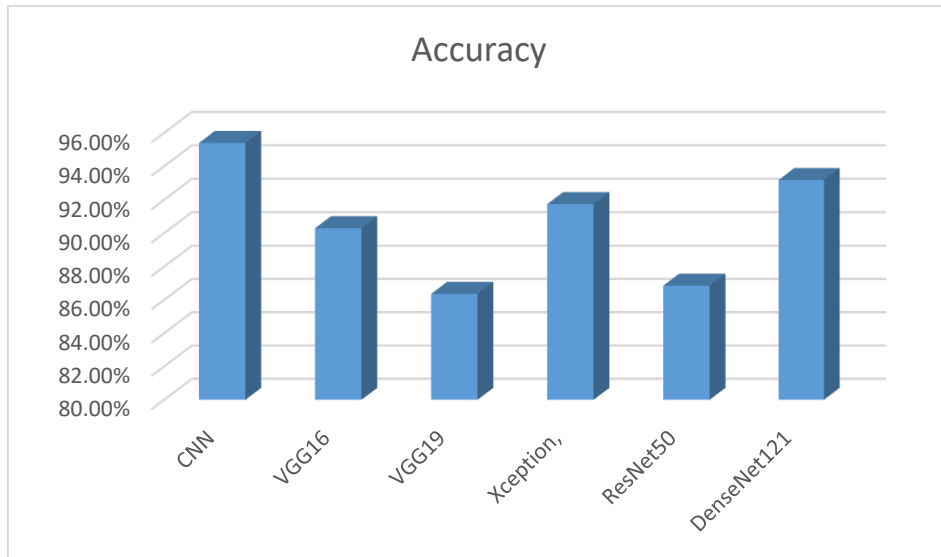 Accuracy
96.00%
94.00%
92.00%
90.00%
88.00%
86.00%
84.00%
82.00%
80.00%
CNN
VGG16
VGG19
Xception,
ResNet50
DenseNet121